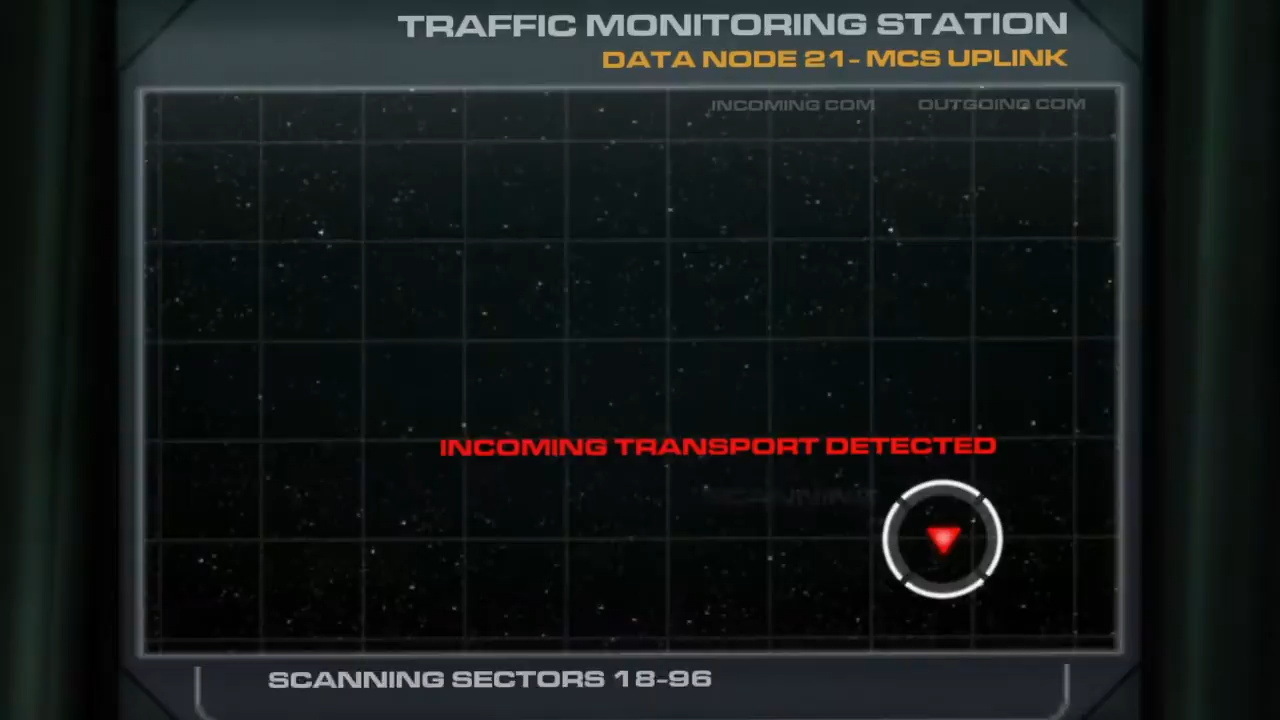 TRAFFIC MONITORING STATION
DATA NODE 21- MCS UPLINK
INCOMING COM OUTGOING COM
INCOMING TRANSPORT DETECTED
SCANNING
SCANNING SECTORS 18-96